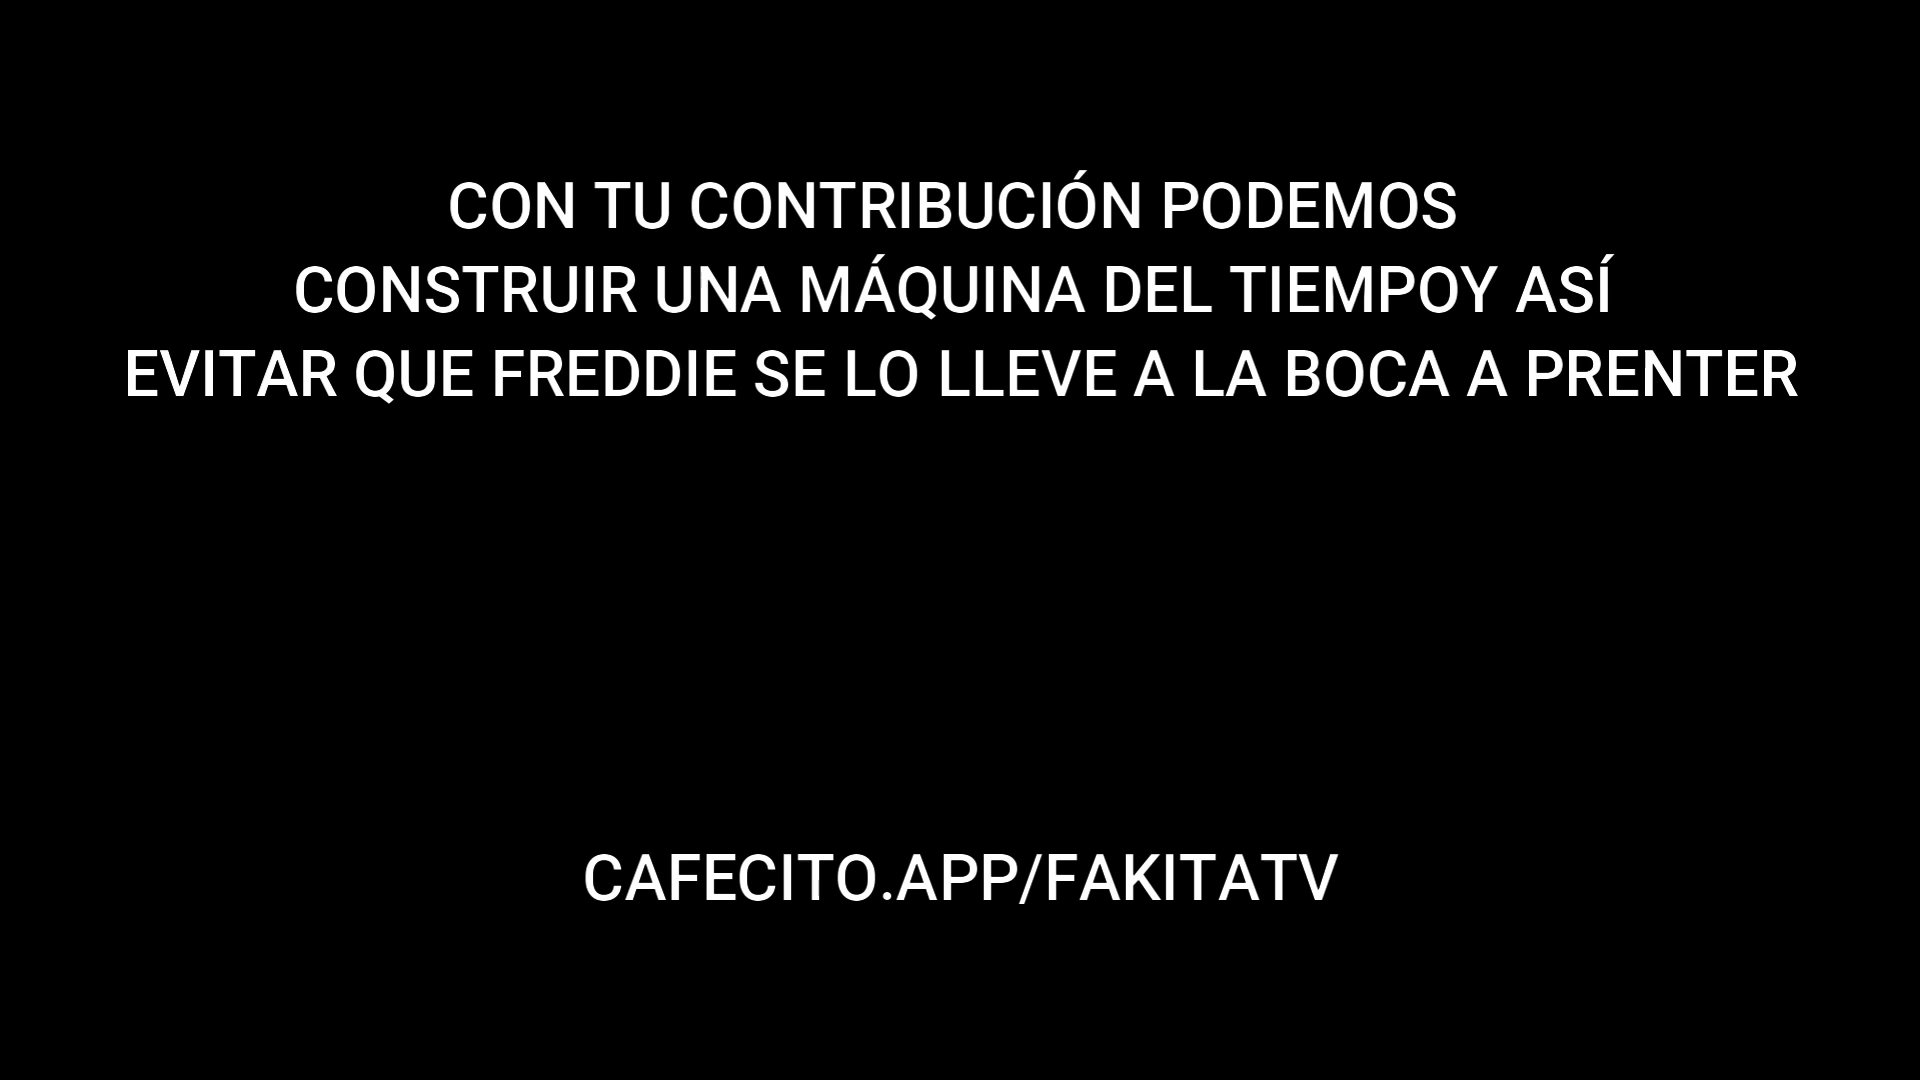 CON TU CONTRIBUCIÓN PODEMOS
CONSTRUIR UNA MÁQUINA DEL TIEMPOY ASÍ
EVITAR QUE FREDDIE SE LO LLEVE A LA BOCA A PRENTER
CAFECITO.APP/FAKITATV